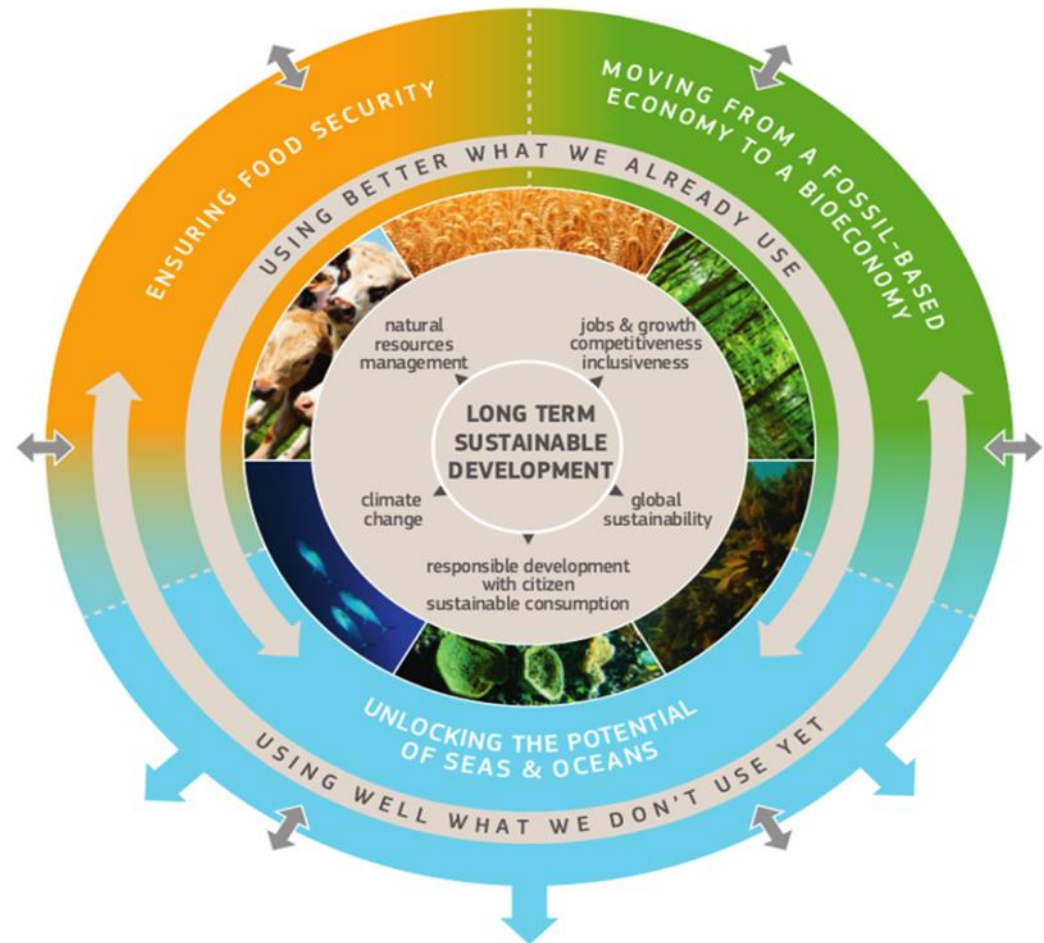 ENSURING FOOD SECURITY
MOVING FROM A FOSSIL-BASED
ECONOMY TO A BIOECONOMY
USING BETTER WHAT WE ALREADY USE
natural
resources
management
jobs & growth
competitiveness
inclusiveness
LONG TERM
SUSTAINABLE
DEVELOPMENT
climate
change
global
sustainability
responsible development
with citizen
sustainable consumption
UNLOCKING THE POTENTIAL
OF SEAS & OCEANS
USING WELL WHAT WE DON'T USE YET